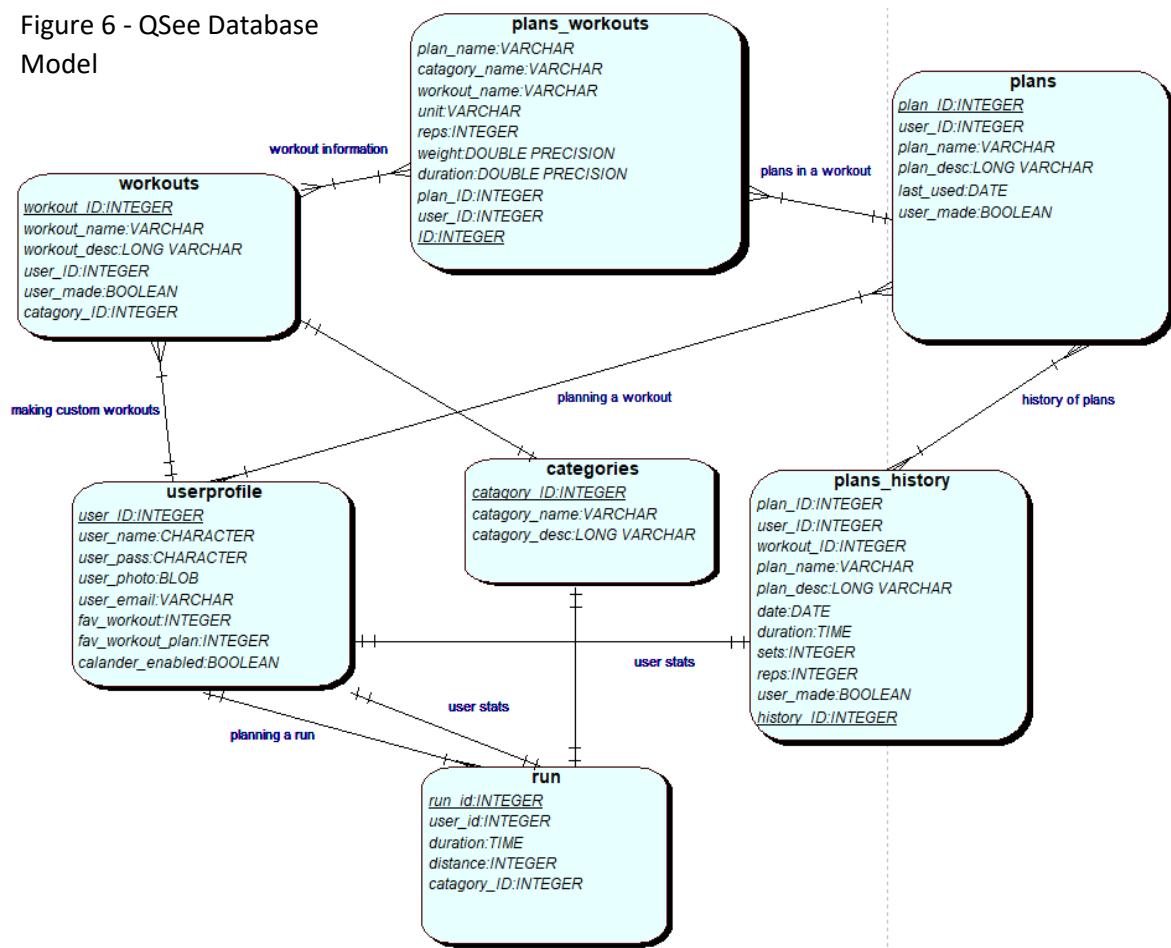 Figure 6 - QSee Database
Model
plans_workouts
plan_name:VARCHAR
catagory_name:VARCHAR
workout_name:VARCHAR
unit:VARCHAR
reps:INTEGER
weight:DOUBLE PRECISION
duration:DOUBLE PRECISION
plan_ID:INTEGER
user_ID:INTEGER
ID:INTEGER
plans
plan_ID:INTEGER
user_ID:INTEGER
plan_name:VARCHAR
plan_desc:LONG VARCHAR
last_used:DATE
user_made:BOOLEAN
workout information
plans in a workout
workouts
workout_ID:INTEGER
workout_name:VARCHAR
workout_desc:LONG VARCHAR
user_ID:INTEGER
user_made:BOOLEAN
catagory_ID:INTEGER
making custom workouts
planning a workout
history of plans
userprofile
user_ID:INTEGER
user_name:CHARACTER
user_pass:CHARACTER
user_photo:BLOB
user_email:VARCHAR
fav_workout:INTEGER
fav_workout_plan:INTEGER
calander_enabled:BOOLEAN
categories
catagory_ID:INTEGER
catagory_name:VARCHAR
catagory_desc:LONG VARCHAR
plans_history
plan_ID:INTEGER
user_ID:INTEGER
workout_ID:INTEGER
plan_name:VARCHAR
plan_desc:LONG VARCHAR
date:DATE
duration:TIME
sets:INTEGER
reps:INTEGER
user_made:BOOLEAN
history_ID:INTEGER
user stats
user stats
planning a run
run
run_id:INTEGER
user_id:INTEGER
duration:TIME
distance:INTEGER
catagory_ID:INTEGER